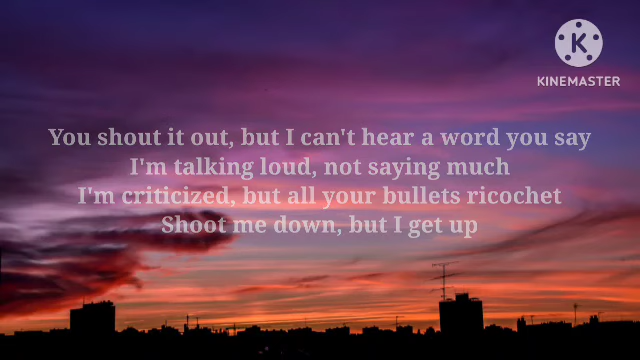 K
KINEMASTER
You shout it out, but I can't hear a word you say
I'm talking loud, not saying much
I'm criticized, but all your bullets ricochet
Shoot me down, but I get up